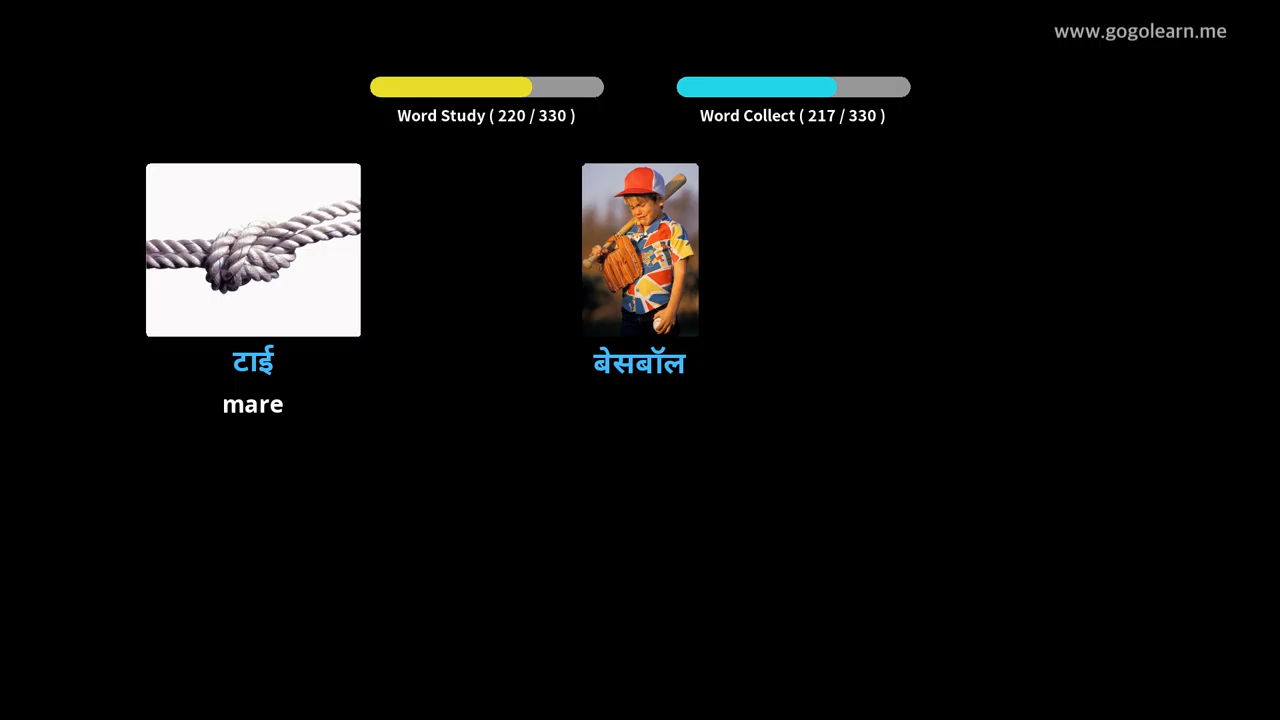 www.gogolearn.me
Word Study ( 220 / 330 )
Word Collect ( 217 / 330 )
टाई
बेसबॉल
mare